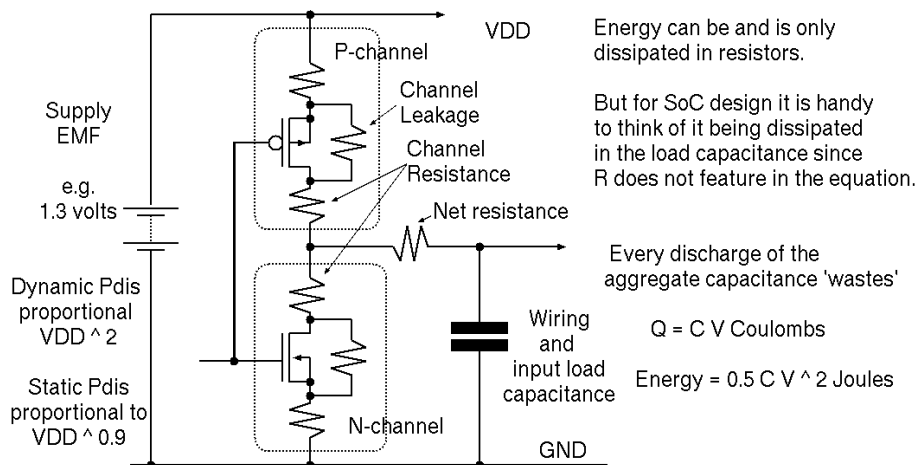 VDD
P-channel
Channel
Leakage
Channel
Resistance
Supply
EMF
e.g.
1.3 volts
Net resistance
Dynamic Pdis
proportional
VDD ^ 2
Static Pdis
proportional to
VDD ^ 0.9
Wiring
and
input load
capacitance
N-channel
GND
Energy can be and is only
dissipated in resistors.
But for SoC design it is handy
to think of it being dissipated
in the load capacitance since
R does not feature in the equation.
Every discharge of the
aggregate capacitance 'wastes'
Q = C V Coulombs
Energy = 0.5 C V ^ 2 Joules